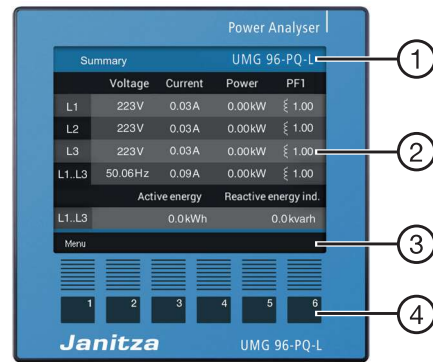 Power Analyser
Summary UMG 96-PQ-L
Voltage Current Power PF1
L1 223V 0.03A 0.00kW ξ 1.00
L2 223V 0.03A 0.00kW ξ 1.00
L3 223V 0.03A 0.00kW ξ 1.00
L1..L3 50.06Hz 0.09A 0.00kW ξ 1.00
Active energy Reactive energy ind.
L1..L3 0.0kWh 0.0kvarh
Menu
1 2 3 4 5 6
Janitza UMG 96-PQ-L
1
2
3
4